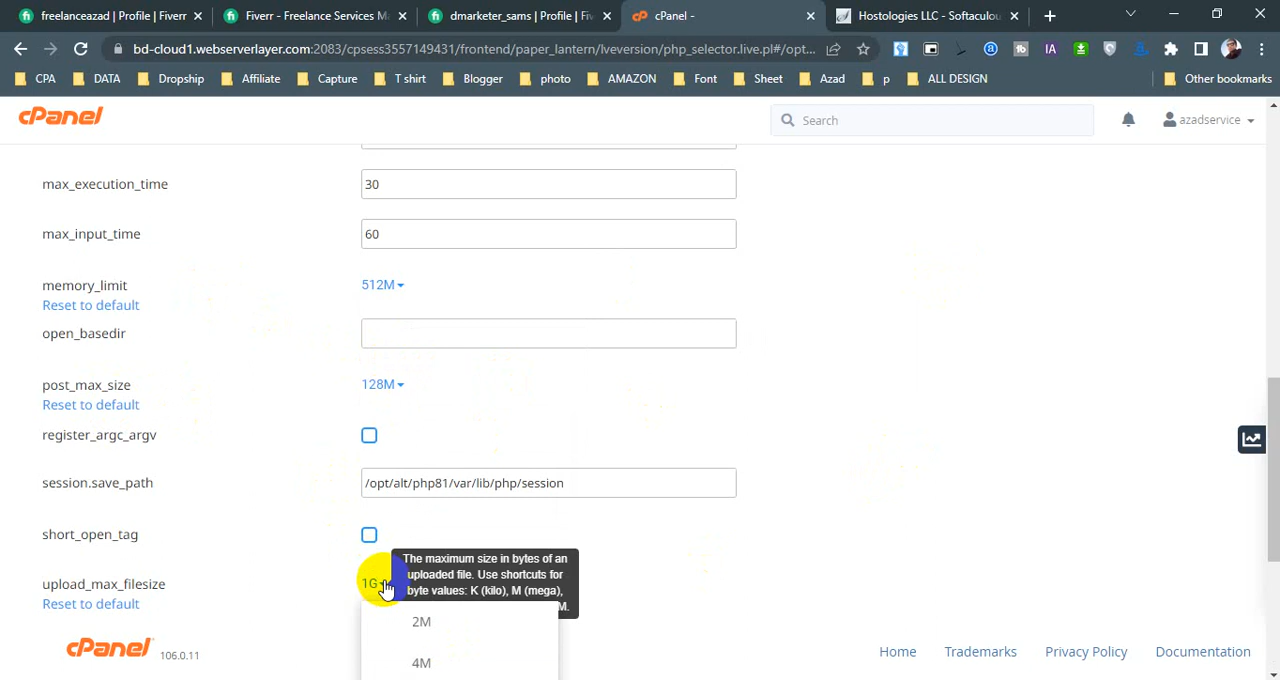 freelanceazad | Profile | Fiverr
Fiverr - Freelance Services Ma
dmarketer_sams | Profile | Fi
cPanel -
Hostologies LLC - Softaculou
bd-cloud1.webserverlayer.com:2083/cpsess3557149431/frontend/paper_lantern/lveversion/php_selector.live.pl#/opt...
CPA
DATA
Dropship
Affiliate
Capture
T shirt
Blogger
photo
AMAZON
Font
Sheet
Azad
p
ALL DESIGN
Other bookmarks
cPanel
Search
azadservice
max_execution_time
30
max_input_time
60
memory_limit
512M
Reset to default
open_basedir
post_max_size
128M
Reset to default
register_argc_argv
session.save_path
/opt/alt/php81/var/lib/php/session
short_open_tag
The maximum size in bytes of an
uploaded file. Use shortcuts for
byte values: K (kilo), M (mega),
M.
upload_max_filesize
1G
Reset to default
2M
4M
cPanel
106.0.11
Home
Trademarks
Privacy Policy
Documentation